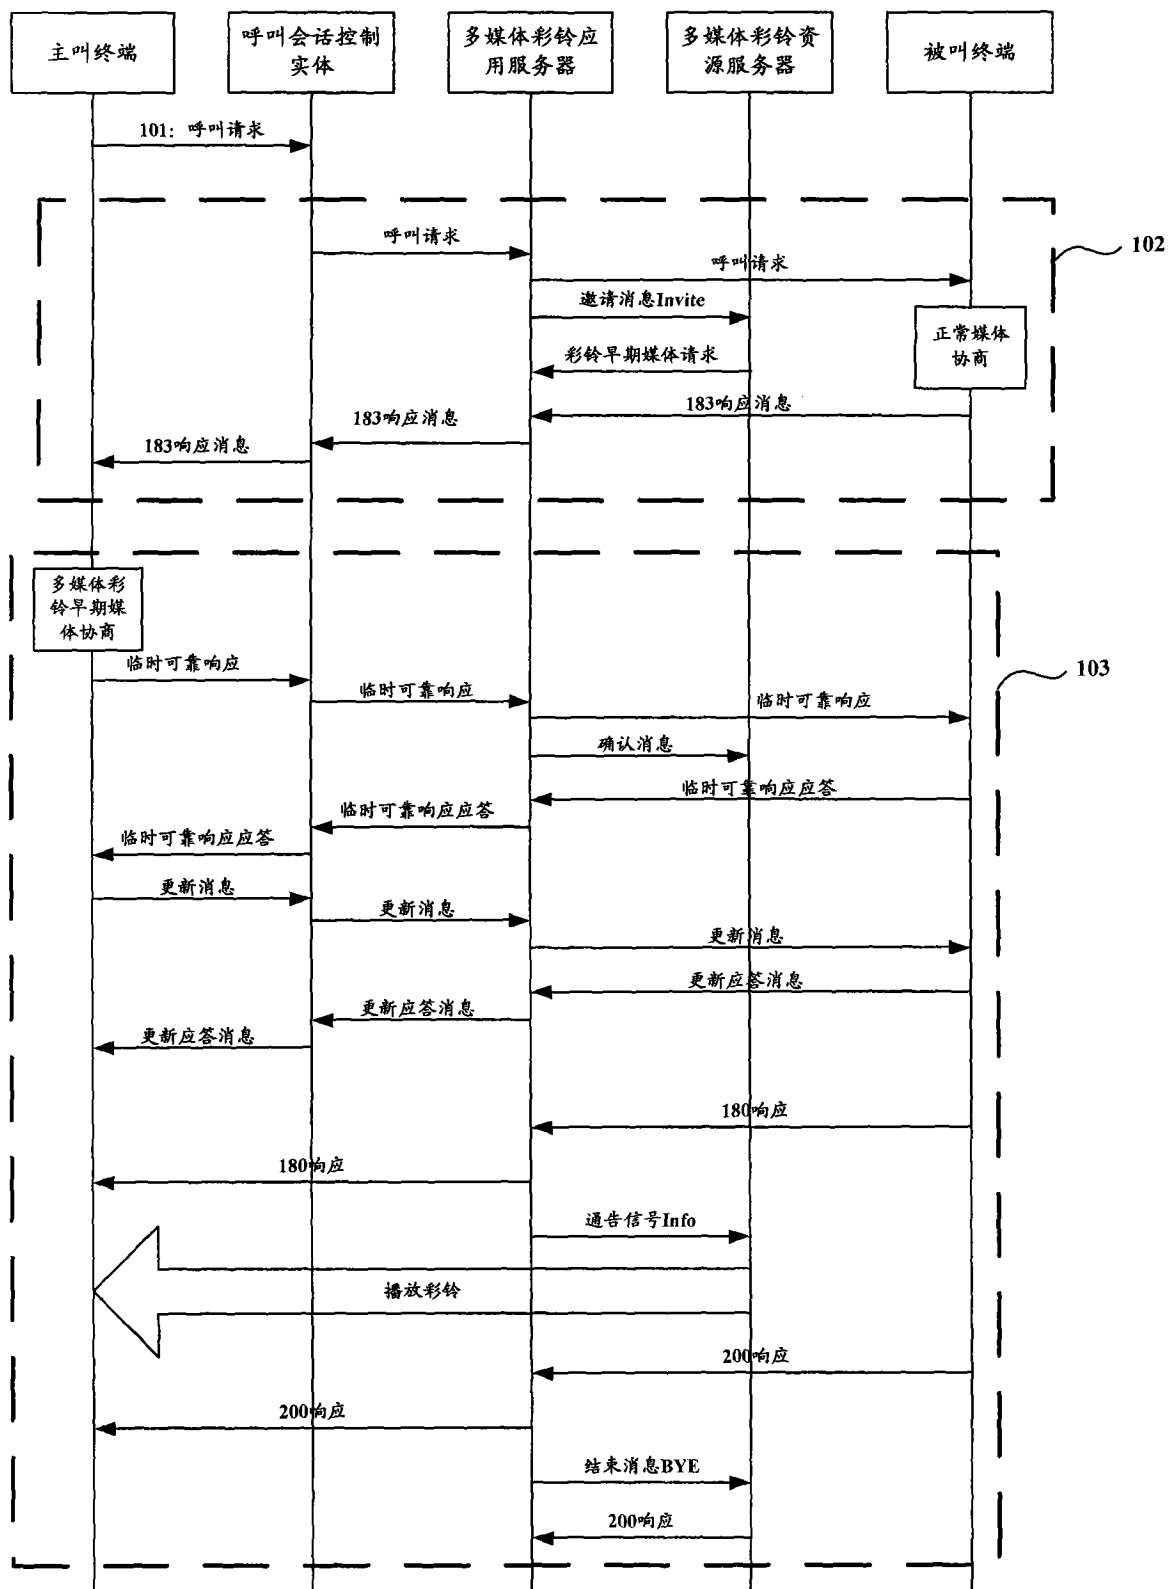 主叫终端
呼叫会话控制
实体
多媒体彩铃应
用服务器
多媒体彩铃资
源服务器
被叫终端
101：呼叫请求
102
呼叫请求
呼叫请求
邀请消息Invite
正常媒体
协商
彩铃早期媒体请求
183响应消息
183响应消息
183响应消息
多媒体彩
铃早期媒
体协商
103
临时可靠响应
临时可靠响应
临时可靠响应
确认消息
临时可靠响应应答
临时可靠响应应答
临时可靠响应应答
更新消息
更新消息
更新消息
更新应答消息
更新应答消息
更新应答消息
180响应
180响应
通告信号Info
播放彩铃
200响应
200响应
结束消息BYE
200响应